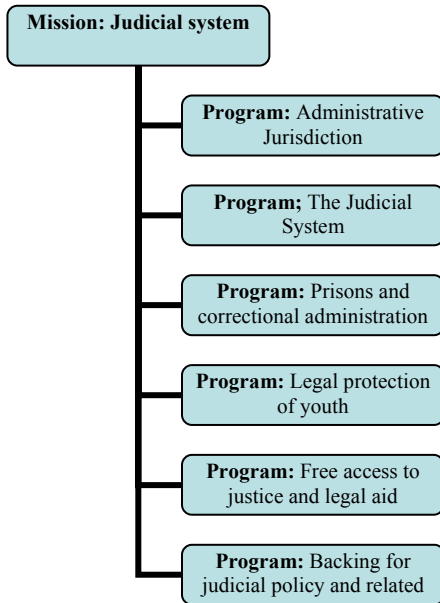 Mission: Judicial system
Program: Administrative
Jurisdiction
Program; The Judicial
System
Program: Prisons and
correctional administration
Program: Legal protection
of youth
Program: Free access to
justice and legal aid
Program: Backing for
judicial policy and related